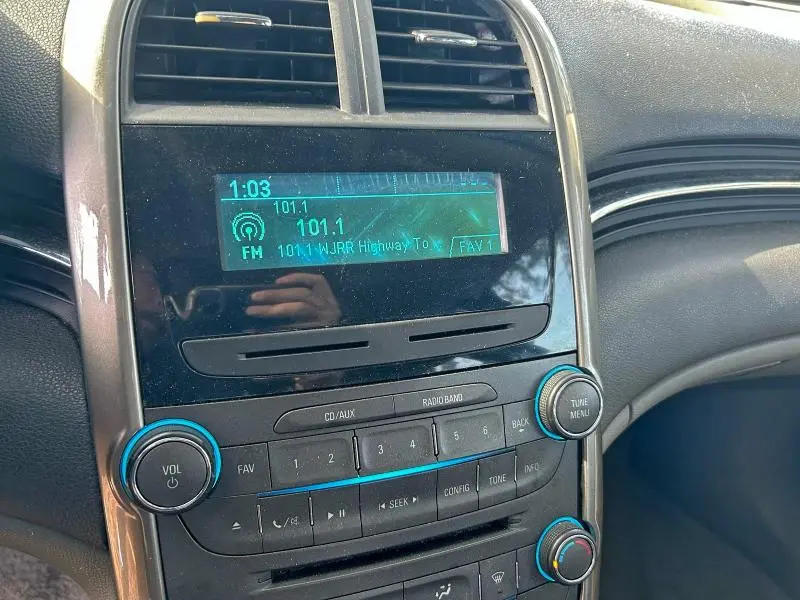 1:03
101.1
101.1
FM 101.1 WJRR Highway To FAV 1
CD/AUX RADIO BAND
TUNE MENU
VOL FAV 1 2 3 4 5 6 BACK
SEEK CONFIG TONE INFO